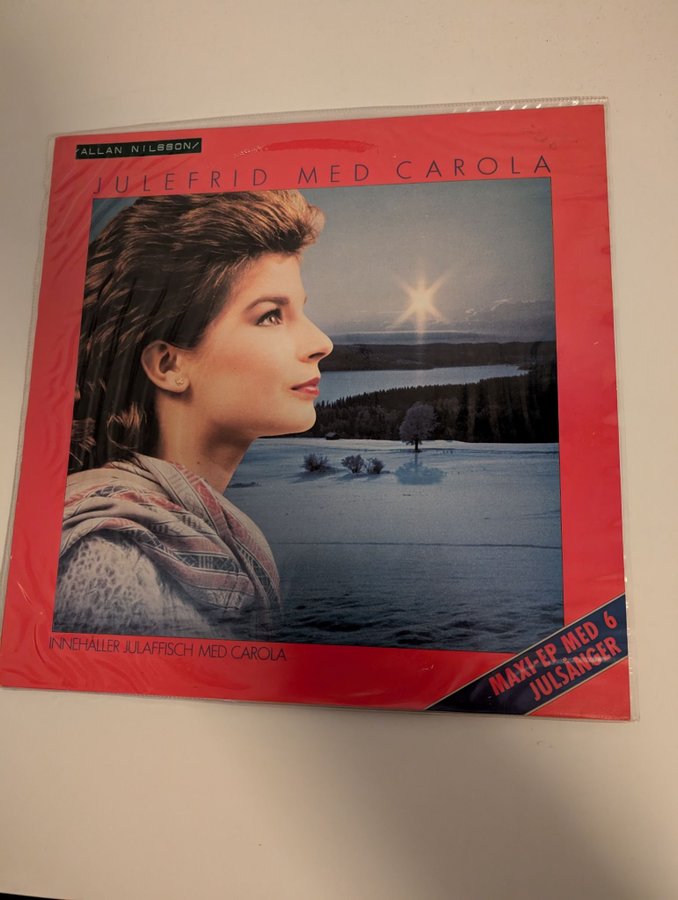 /ALLAN NILSSON/
JULEFRID MED CAROLA
INNEHÅLLER JULAFFISCH MED CAROLA
MAXI-EP MED 6
JULSÅNGER